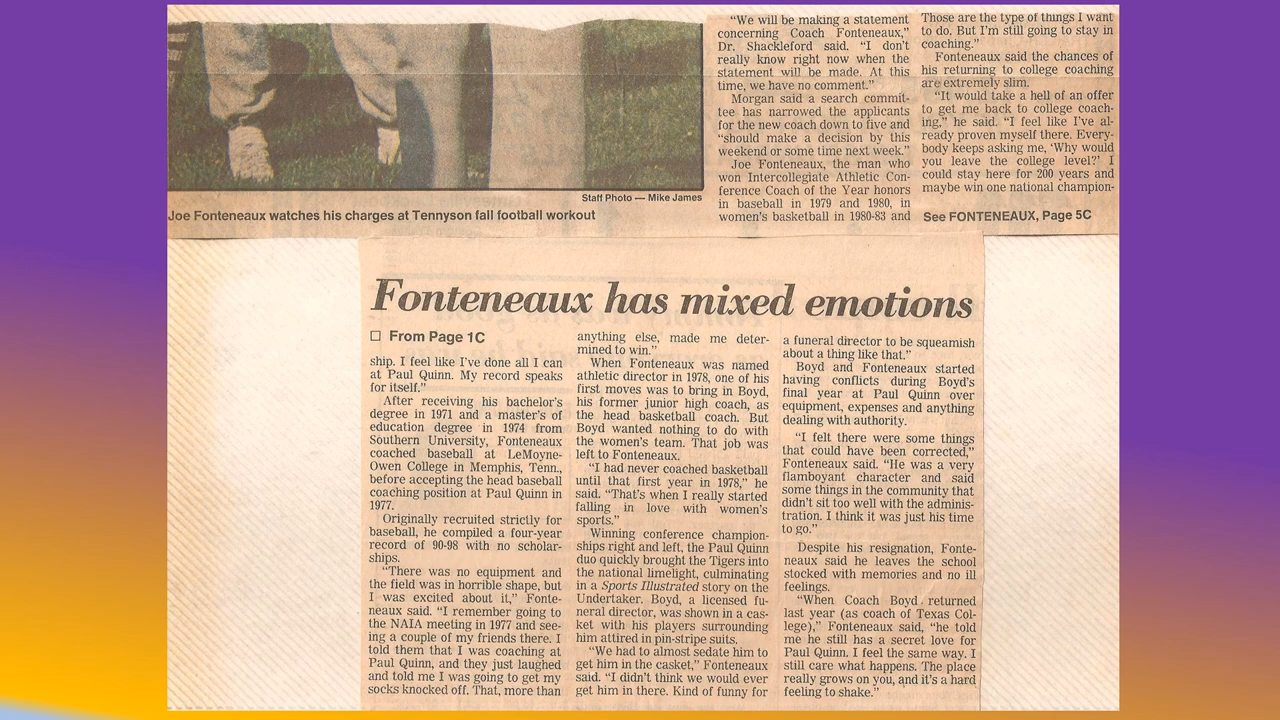 Staff Photo — Mike James
Joe Fonteneaux watches his charges at Tennyson fall football workout
“We will be making a statement
concerning Coach Fonteneaux,”
Dr. Shackleford said. “I don’t
really know right now when the
statement will be made. At this
time, we have no comment.”
Morgan said a search commit-
tee has narrowed the applicants
for the new coach down to five and
“should make a decision by this
weekend or some time next week.”
Joe Fonteneaux, the man who
won Intercollegiate Athletic Con-
ference Coach of the Year honors
in baseball in 1979 and 1980, in
women’s basketball in 1980-83 and
Those are the type of things I want
to do. But I’m still going to stay in
coaching.”
Fonteneaux said the chances of
his returning to college coaching
are extremely slim.
“It would take a hell of an offer
to get me back to college coach-
ing,” he said. “I feel like I’ve al-
ready proven myself there. Every-
body keeps asking me, ‘Why would
you leave the college level?’ I
could stay here for 200 years and
maybe win one national champion-
See FONTENEAUX, Page 5C
Fonteneaux has mixed emotions
☐ From Page 1C
ship. I feel like I’ve done all I can
at Paul Quinn. My record speaks
for itself.”
After receiving his bachelor’s
degree in 1971 and a master’s of
education degree in 1974 from
Southern University, Fonteneaux
coached baseball at LeMoyne-
Owen College in Memphis, Tenn.,
before accepting the head baseball
coaching position at Paul Quinn in
1977.
Originally recruited strictly for
baseball, he compiled a four-year
record of 90-98 with no scholar-
ships.
“There was no equipment and
the field was in horrible shape, but
I was excited about it,” Fonte-
neaux said. “I remember going to
the NAIA meeting in 1977 and see-
ing a couple of my friends there. I
told them that I was coaching at
Paul Quinn, and they just laughed
and told me I was going to get my
socks knocked off. That, more than
anything else, made me deter-
mined to win.”
When Fonteneaux was named
athletic director in 1978, one of his
first moves was to bring in Boyd,
his former junior high coach, as
the head basketball coach. But
Boyd wanted nothing to do with
the women’s team. That job was
left to Fonteneaux.
“I had never coached basketball
until that first year in 1978,” he
said. “That’s when I really started
falling in love with women’s
sports.”
Winning conference champion-
ships right and left, the Paul Quinn
duo quickly brought the Tigers into
the national limelight, culminating
in a Sports Illustrated story on the
Undertaker. Boyd, a licensed fu-
neral director, was shown in a cas-
ket with his players surrounding
him attired in pin-stripe suits.
“We had to almost sedate him to
get him in the casket,” Fonteneaux
said. “I didn’t think we would ever
get him in there. Kind of funny for
a funeral director to be squeamish
about a thing like that.”
Boyd and Fonteneaux started
having conflicts during Boyd’s
final year at Paul Quinn over
equipment, expenses and anything
dealing with authority.
“I felt there were some things
that could have been corrected,”
Fonteneaux said. “He was a very
flamboyant character and said
some things in the community that
didn’t sit too well with the adminis-
tration. I think it was just his time
to go.”
Despite his resignation, Fonte-
neaux said he leaves the school
stocked with memories and no ill
feelings.
“When Coach Boyd returned
last year (as coach of Texas Col-
lege),” Fonteneaux said, “he told
me he still has a secret love for
Paul Quinn. I feel the same way. I
still care what happens. The place
really grows on you, and it’s a hard
feeling to shake.”